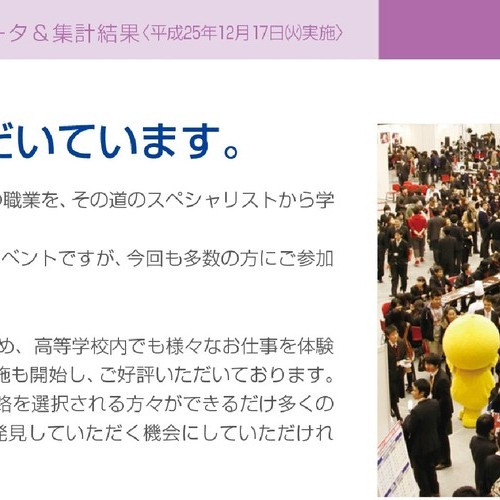 ータ＆集計結果〈平成25年12月17日㈫実施〉
だいています。
職業を、その道のスペシャリストから学
ベントですが、今回も多数の方にご参加
め、高等学校内でも様々なお仕事を体験
施も開始し、ご好評いただいております。
路を選択される方々ができるだけ多くの
発見していただく機会にしていただけれ